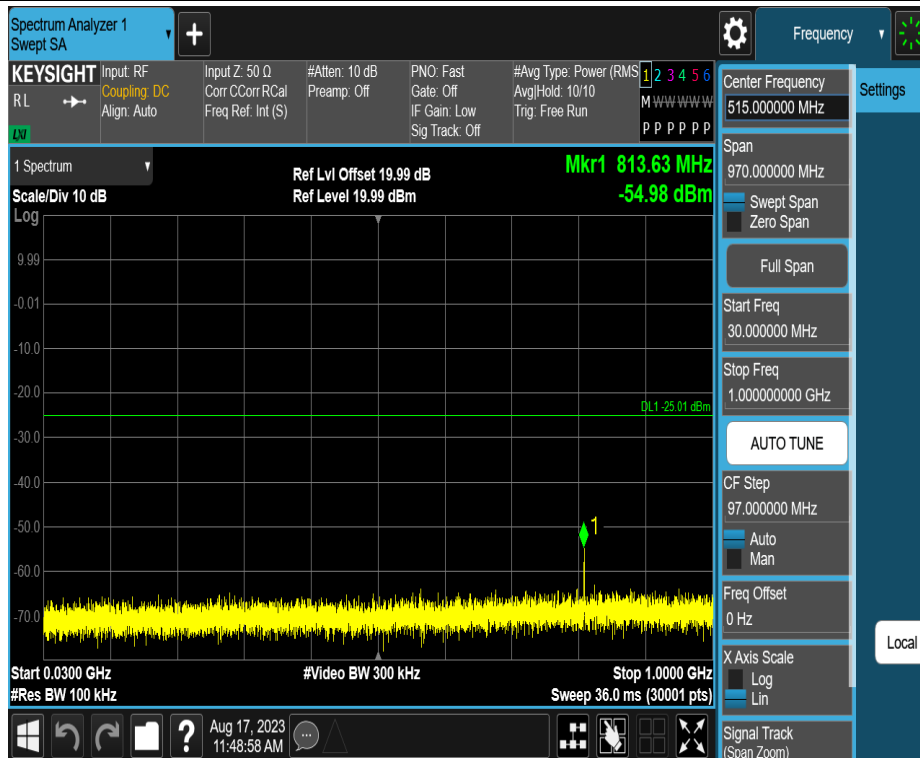 Spectrum Analyzer 1
Swept SA
+
Frequency
KEYSIGHT
RL
LXI
Input: RF
Coupling: DC
Align: Auto
Input Z: 50 Ω
Corr CCorr RCal
Freq Ref: Int (S)
#Atten: 10 dB
Preamp: Off
PNO: Fast
Gate: Off
IF Gain: Low
Sig Track: Off
#Avg Type: Power (RMS
Avg|Hold: 10/10
Trig: Free Run
1 2 3 4 5 6
M W W W W W
P P P P P P
1 Spectrum
Scale/Div 10 dB
Log
Ref Lvl Offset 19.99 dB
Ref Level 19.99 dBm
Mkr1 813.63 MHz
-54.98 dBm
9.99
-0.01
-10.0
-20.0
-30.0
-40.0
-50.0
-60.0
-70.0
DL1 -25.01 dBm
1
Start 0.0300 GHz
#Video BW 300 kHz
Stop 1.0000 GHz
#Res BW 100 kHz
Sweep 36.0 ms (30001 pts)
?
Aug 17, 2023
11:48:58 AM
Center Frequency
515.000000 MHz
Settings
Span
970.000000 MHz
Swept Span
Zero Span
Full Span
Start Freq
30.000000 MHz
Stop Freq
1.000000000 GHz
AUTO TUNE
CF Step
97.000000 MHz
Auto
Man
Freq Offset
0 Hz
Local
X Axis Scale
Log
Lin
Signal Track
(Span Zoom)